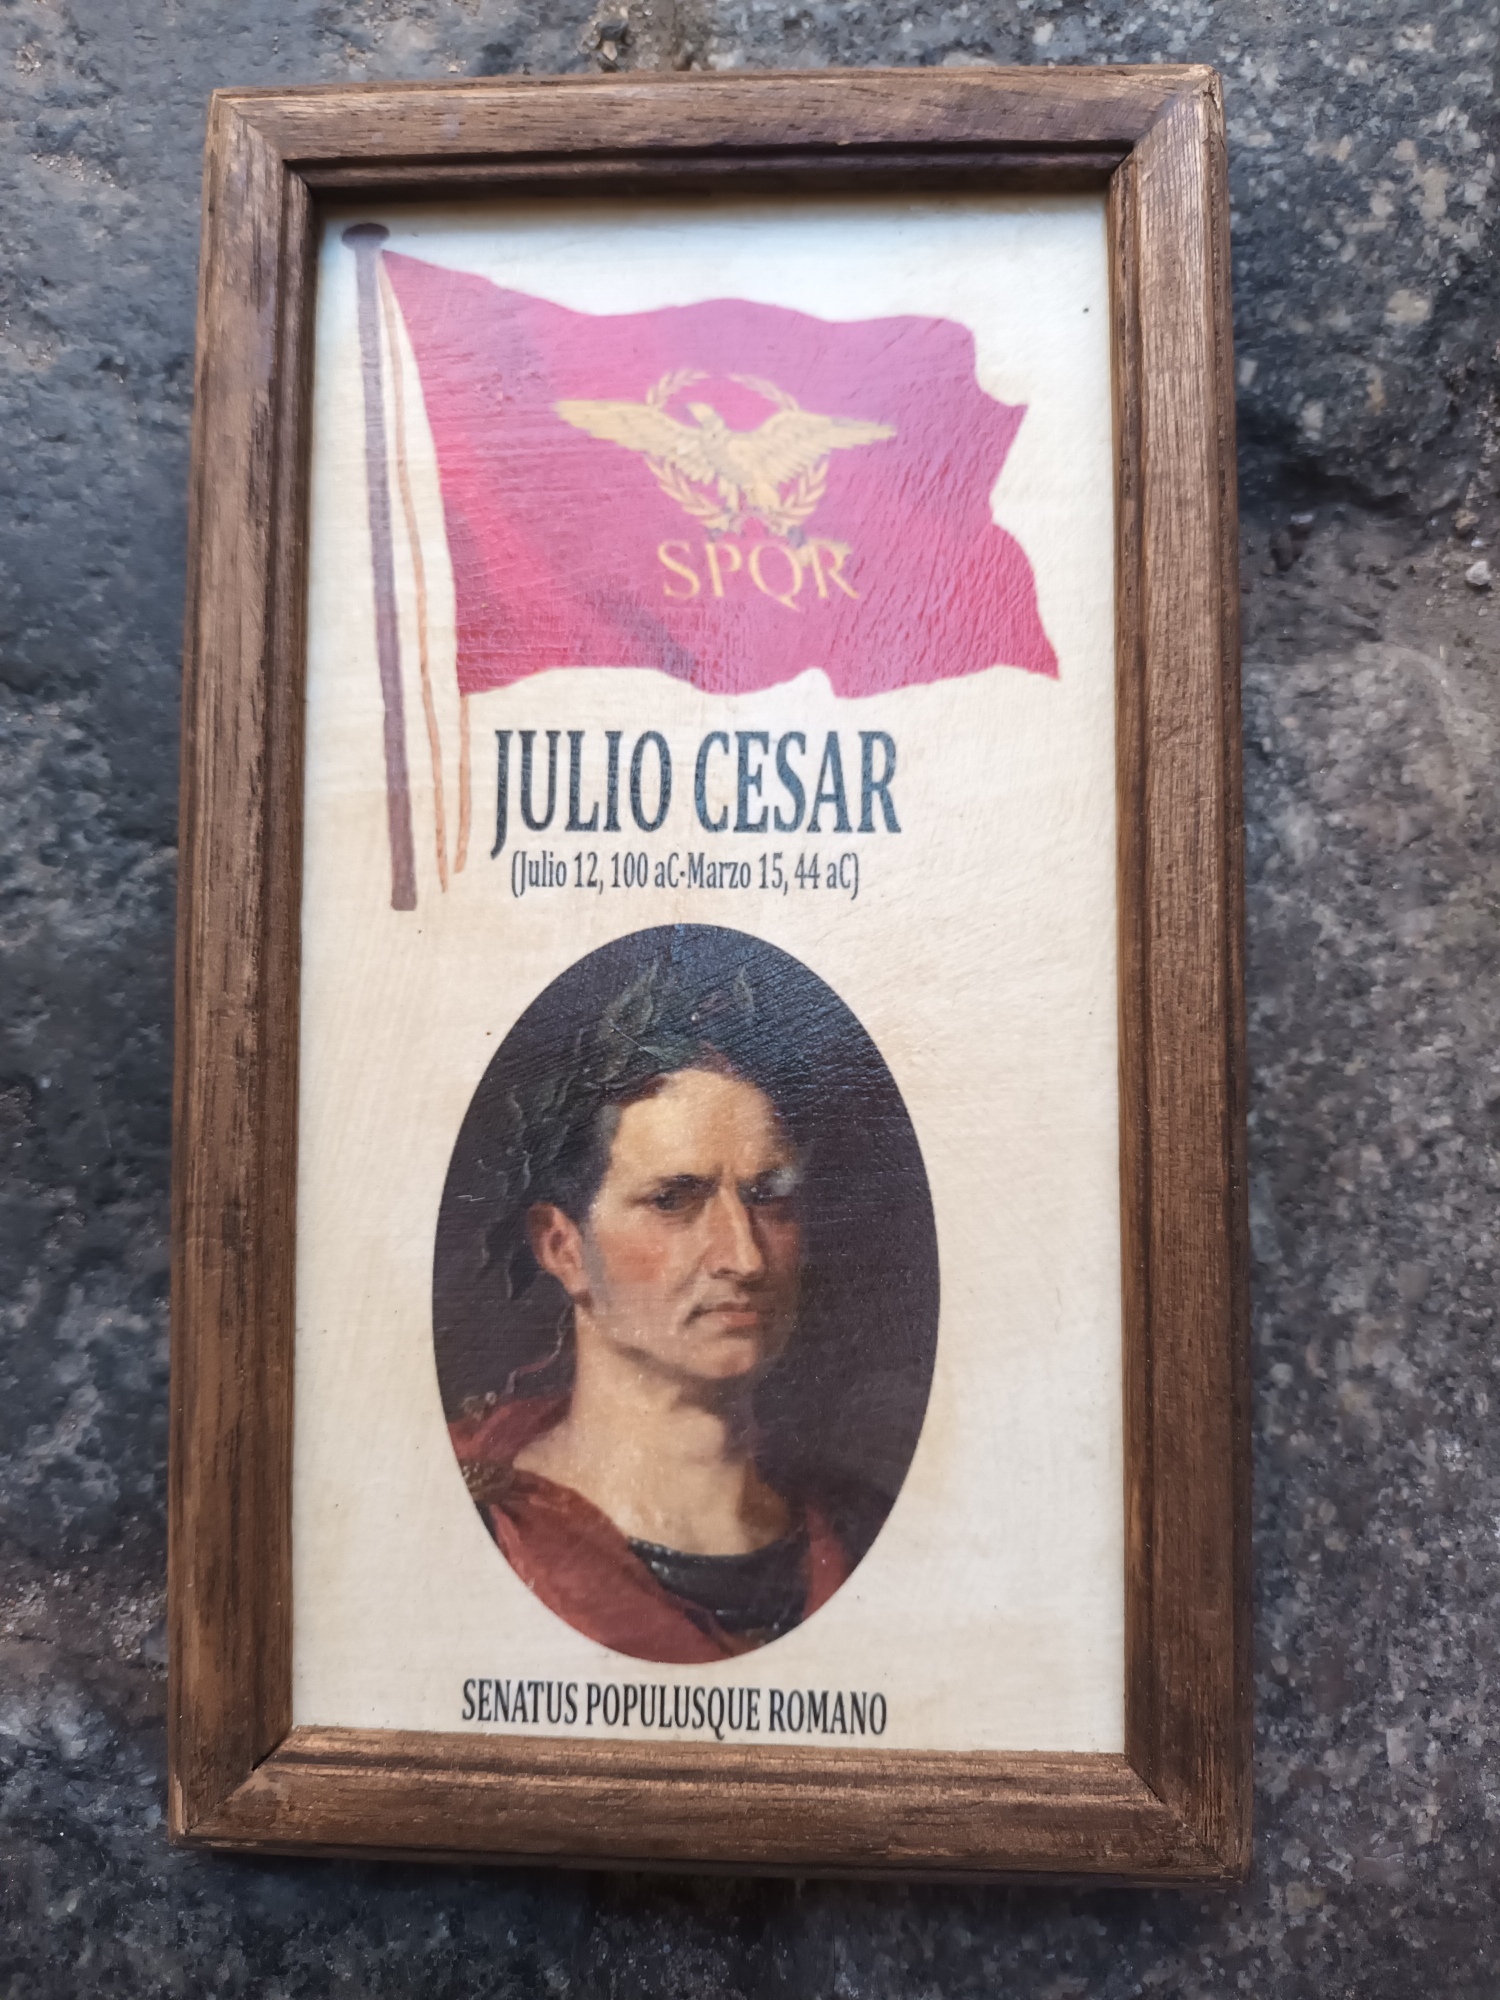 SPQR
JULIO CESAR
(Julio 12, 100 aC-Marzo 15, 44 aC)
SENATUS POPULUSQUE ROMANO